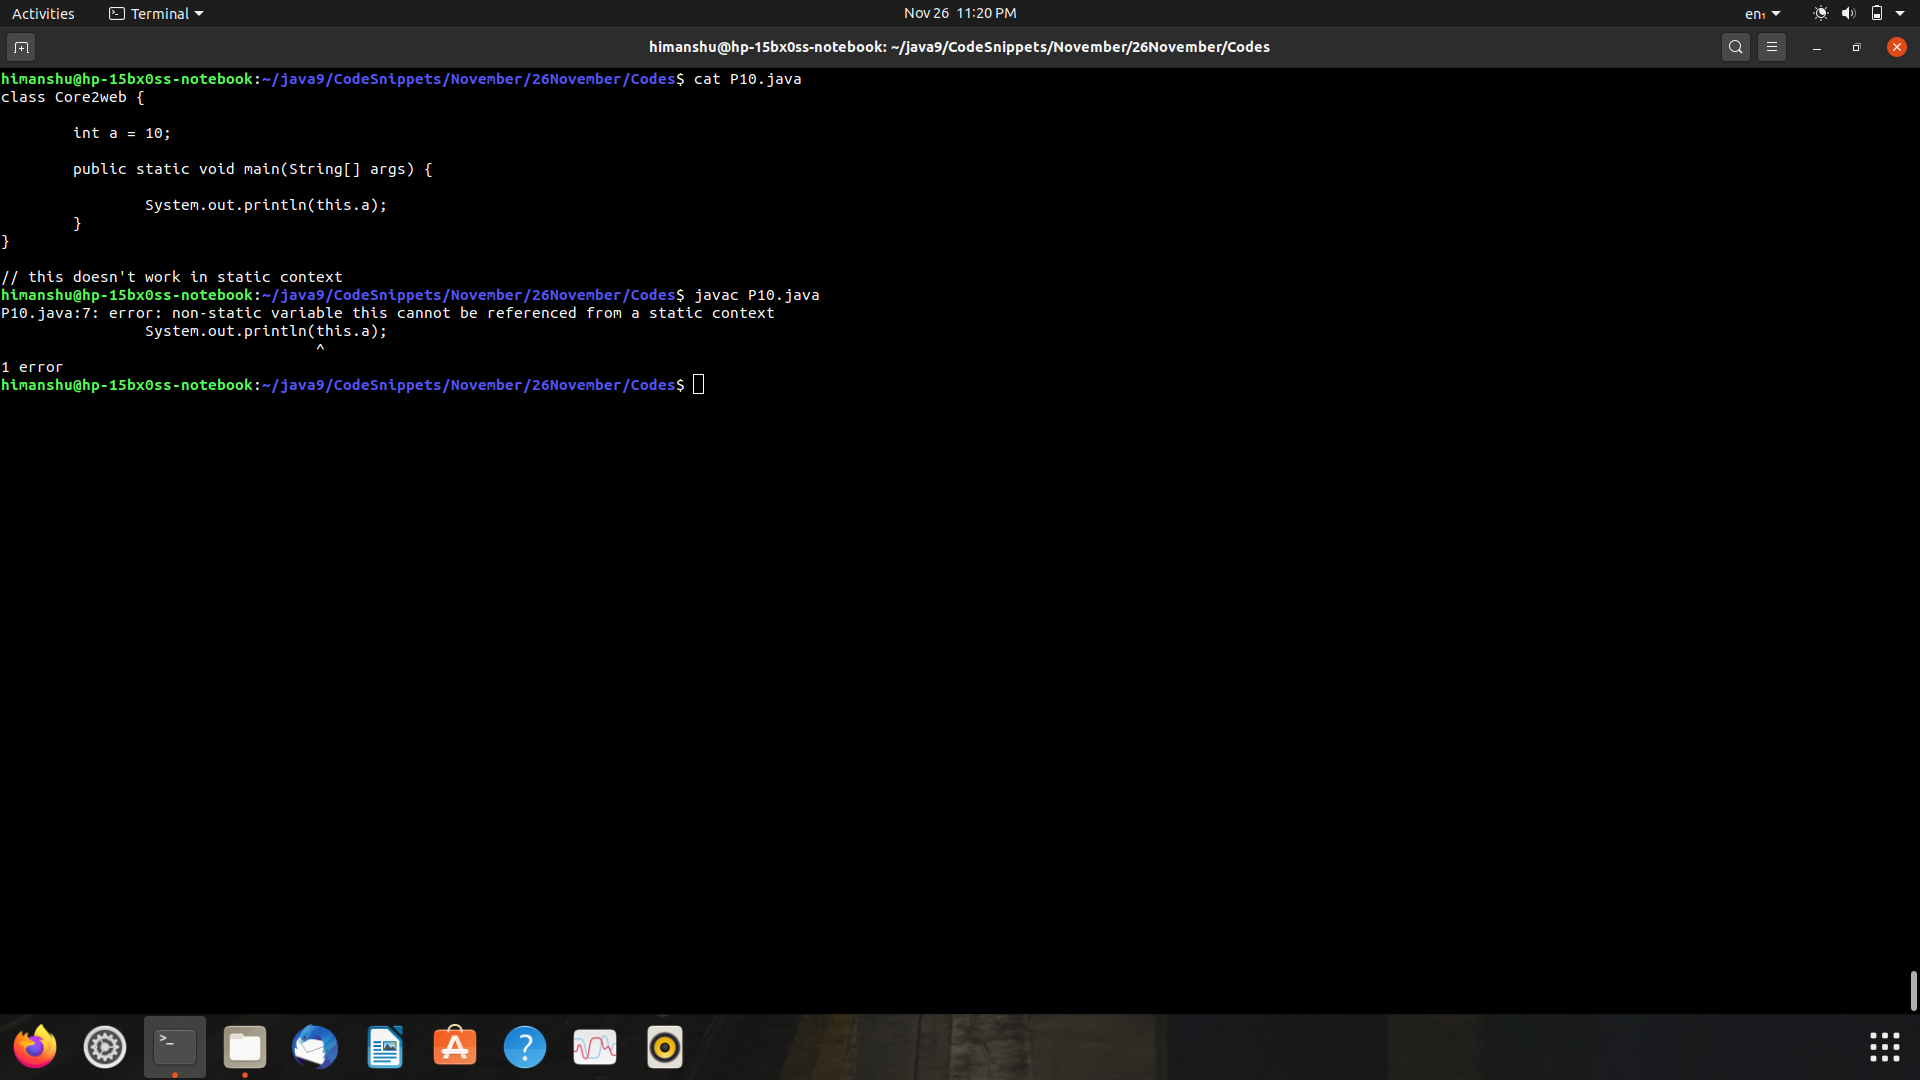 Activities Terminal Nov 26 11:20 PM en₁
himanshu@hp-15bx0ss-notebook: ~/java9/CodeSnippets/November/26November/Codes
himanshu@hp-15bx0ss-notebook:~/java9/CodeSnippets/November/26November/Codes$ cat P10.java
class Core2web {
        int a = 10;
        public static void main(String[] args) {
                System.out.println(this.a);
        }
}
// this doesn't work in static context
himanshu@hp-15bx0ss-notebook:~/java9/CodeSnippets/November/26November/Codes$ javac P10.java
P10.java:7: error: non-static variable this cannot be referenced from a static context
                System.out.println(this.a);
                                   ^
1 error
himanshu@hp-15bx0ss-notebook:~/java9/CodeSnippets/November/26November/Codes$